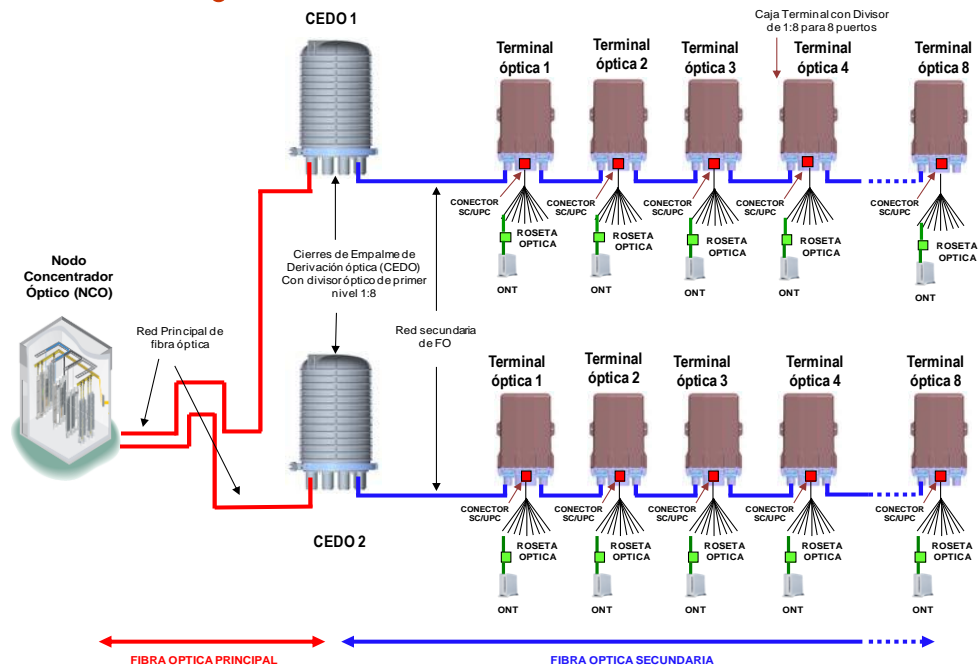 CEDO 1
Caja Terminal con Divisor
de 1:8 para 8 puertos
Terminal
óptica 1
Terminal
óptica 2
Terminal
óptica 3
Terminal
óptica 4
Terminal
óptica 8
CONECTOR
SC/UPC
CONECTOR
SC/UPC
CONECTOR
SC/UPC
CONECTOR
SC/UPC
CONECTOR
SC/UPC
ROSETA
OPTICA
ROSETA
OPTICA
ROSETA
OPTICA
ROSETA
OPTICA
ROSETA
OPTICA
ONT
ONT
ONT
ONT
ONT
Nodo
Concentrador
Óptico (NCO)
Cierres de Empalme de
Derivación óptica (CEDO)
Con divisor óptico de primer
nivel 1:8
Red Principal de
fibra óptica
Red secundaria
de FO
Terminal
óptica 1
Terminal
óptica 2
Terminal
óptica 3
Terminal
óptica 4
Terminal
óptica 8
CONECTOR
SC/UPC
CONECTOR
SC/UPC
CONECTOR
SC/UPC
CONECTOR
SC/UPC
CONECTOR
SC/UPC
CEDO 2
ROSETA
OPTICA
ROSETA
OPTICA
ROSETA
OPTICA
ROSETA
OPTICA
ROSETA
OPTICA
ONT
ONT
ONT
ONT
ONT
FIBRA OPTICA PRINCIPAL
FIBRA OPTICA SECUNDARIA